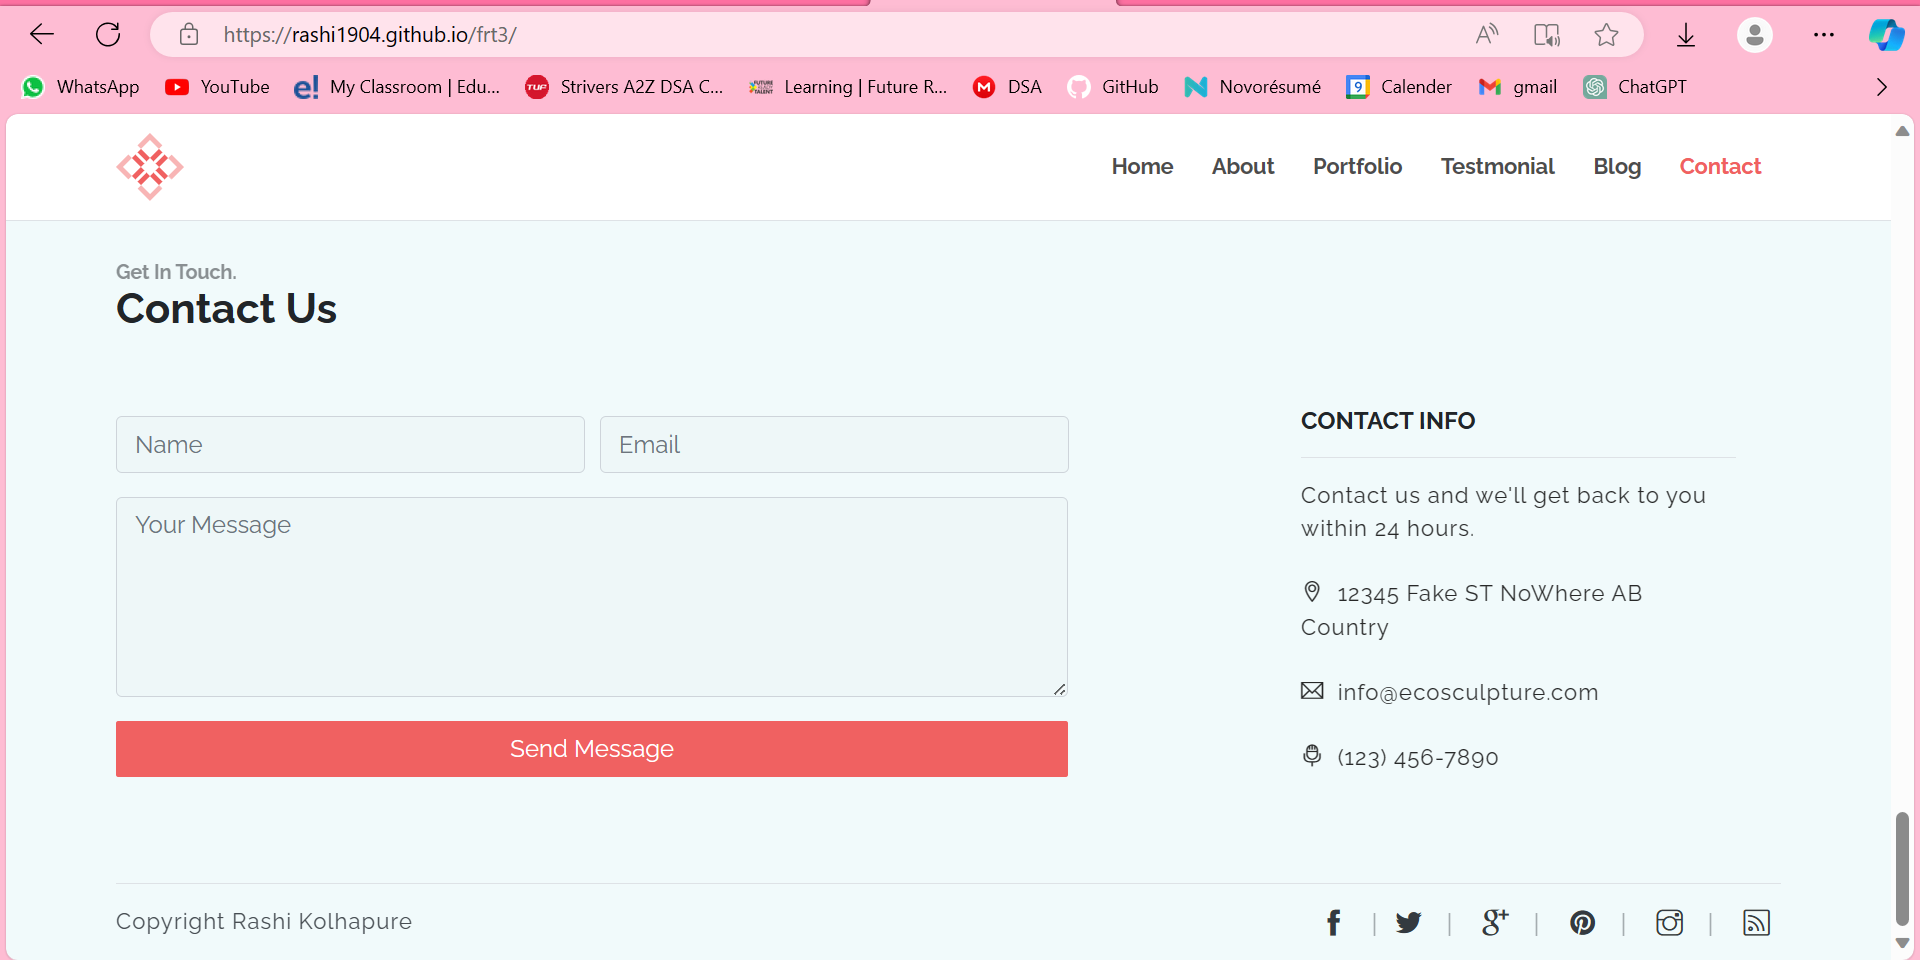 https://rashi1904.github.io/frt3/
WhatsApp YouTube My Classroom | Edu... Strivers A2Z DSA C... Learning | Future R... DSA GitHub Novorésumé Calender gmail ChatGPT
Home About Portfolio Testmonial Blog Contact
Get In Touch.
Contact Us
Name Email
Your Message
Send Message
CONTACT INFO
Contact us and we'll get back to you
within 24 hours.
12345 Fake ST NoWhere AB
Country
info@ecosculpture.com
(123) 456-7890
Copyright Rashi Kolhapure